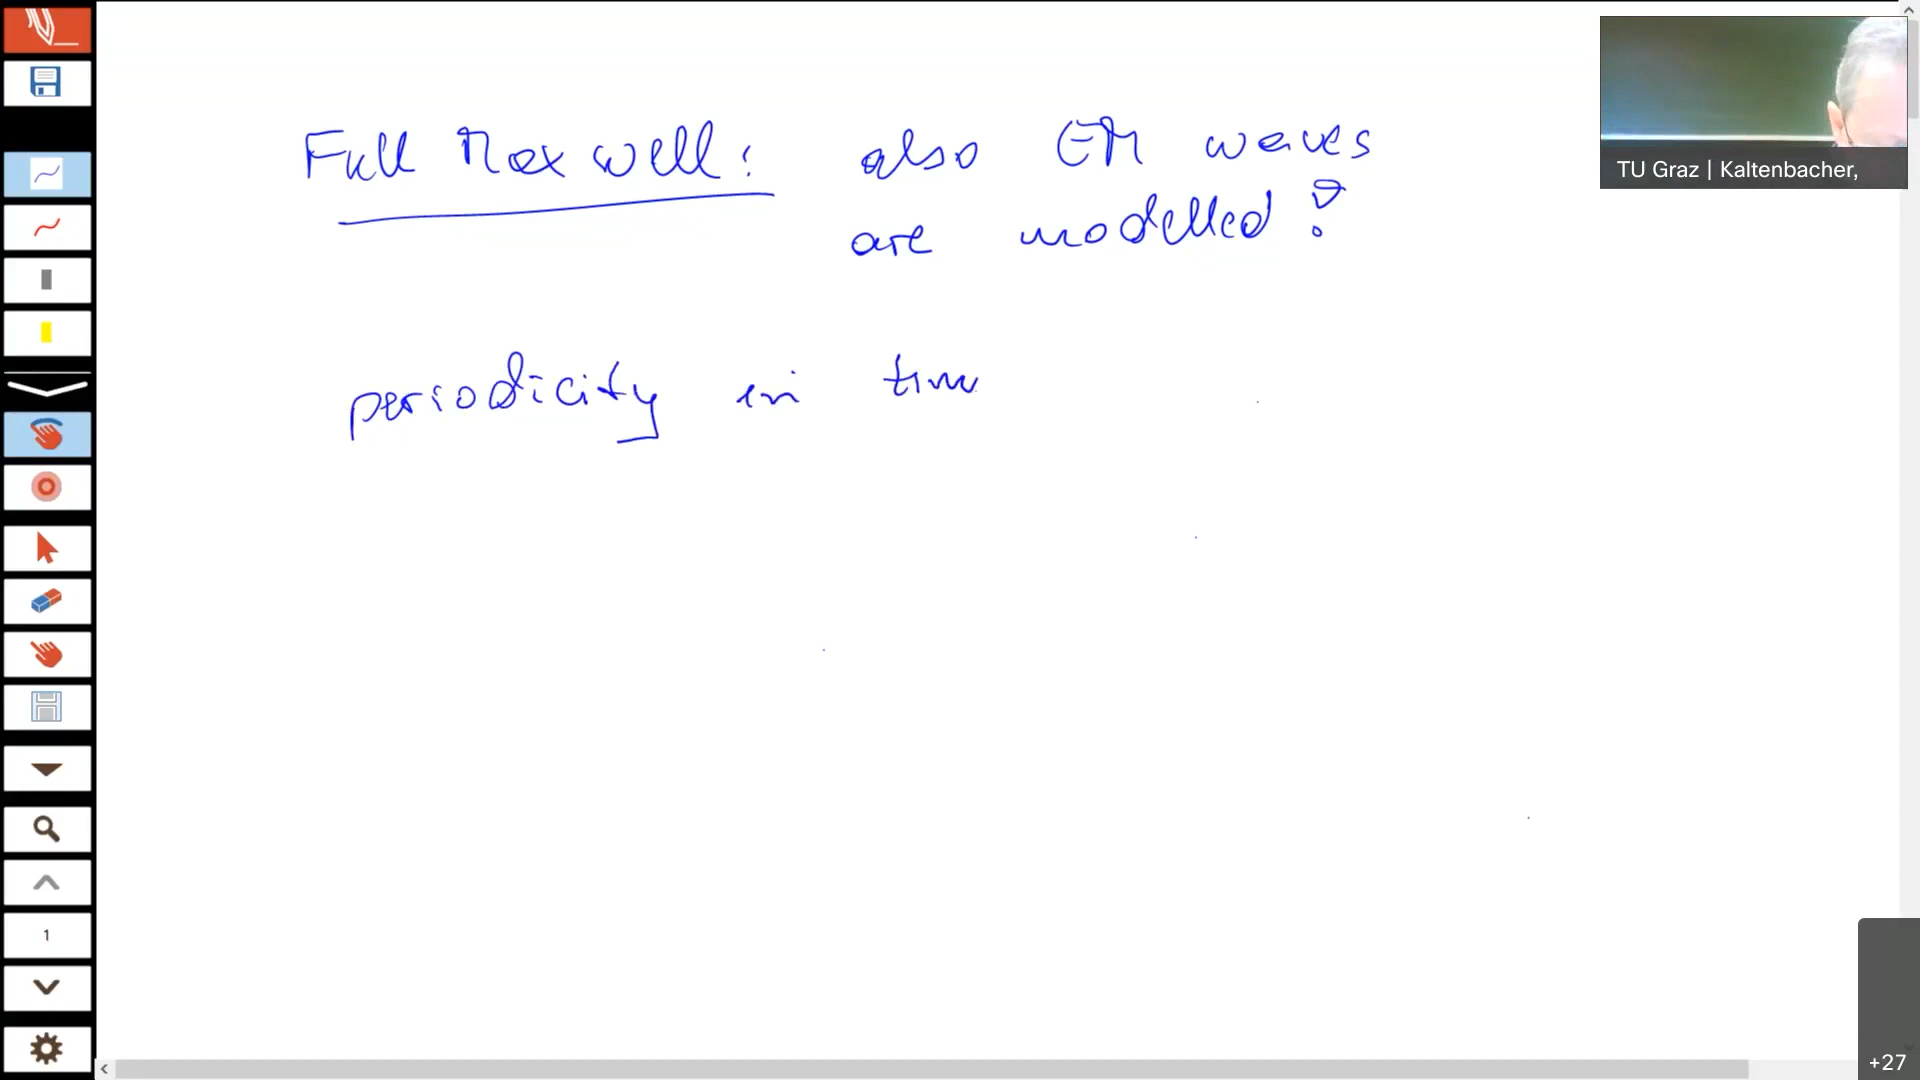 Full Maxwell: also EM waves
are modelled!
periodicity in time
TU Graz | Kaltenbacher,
1
+27